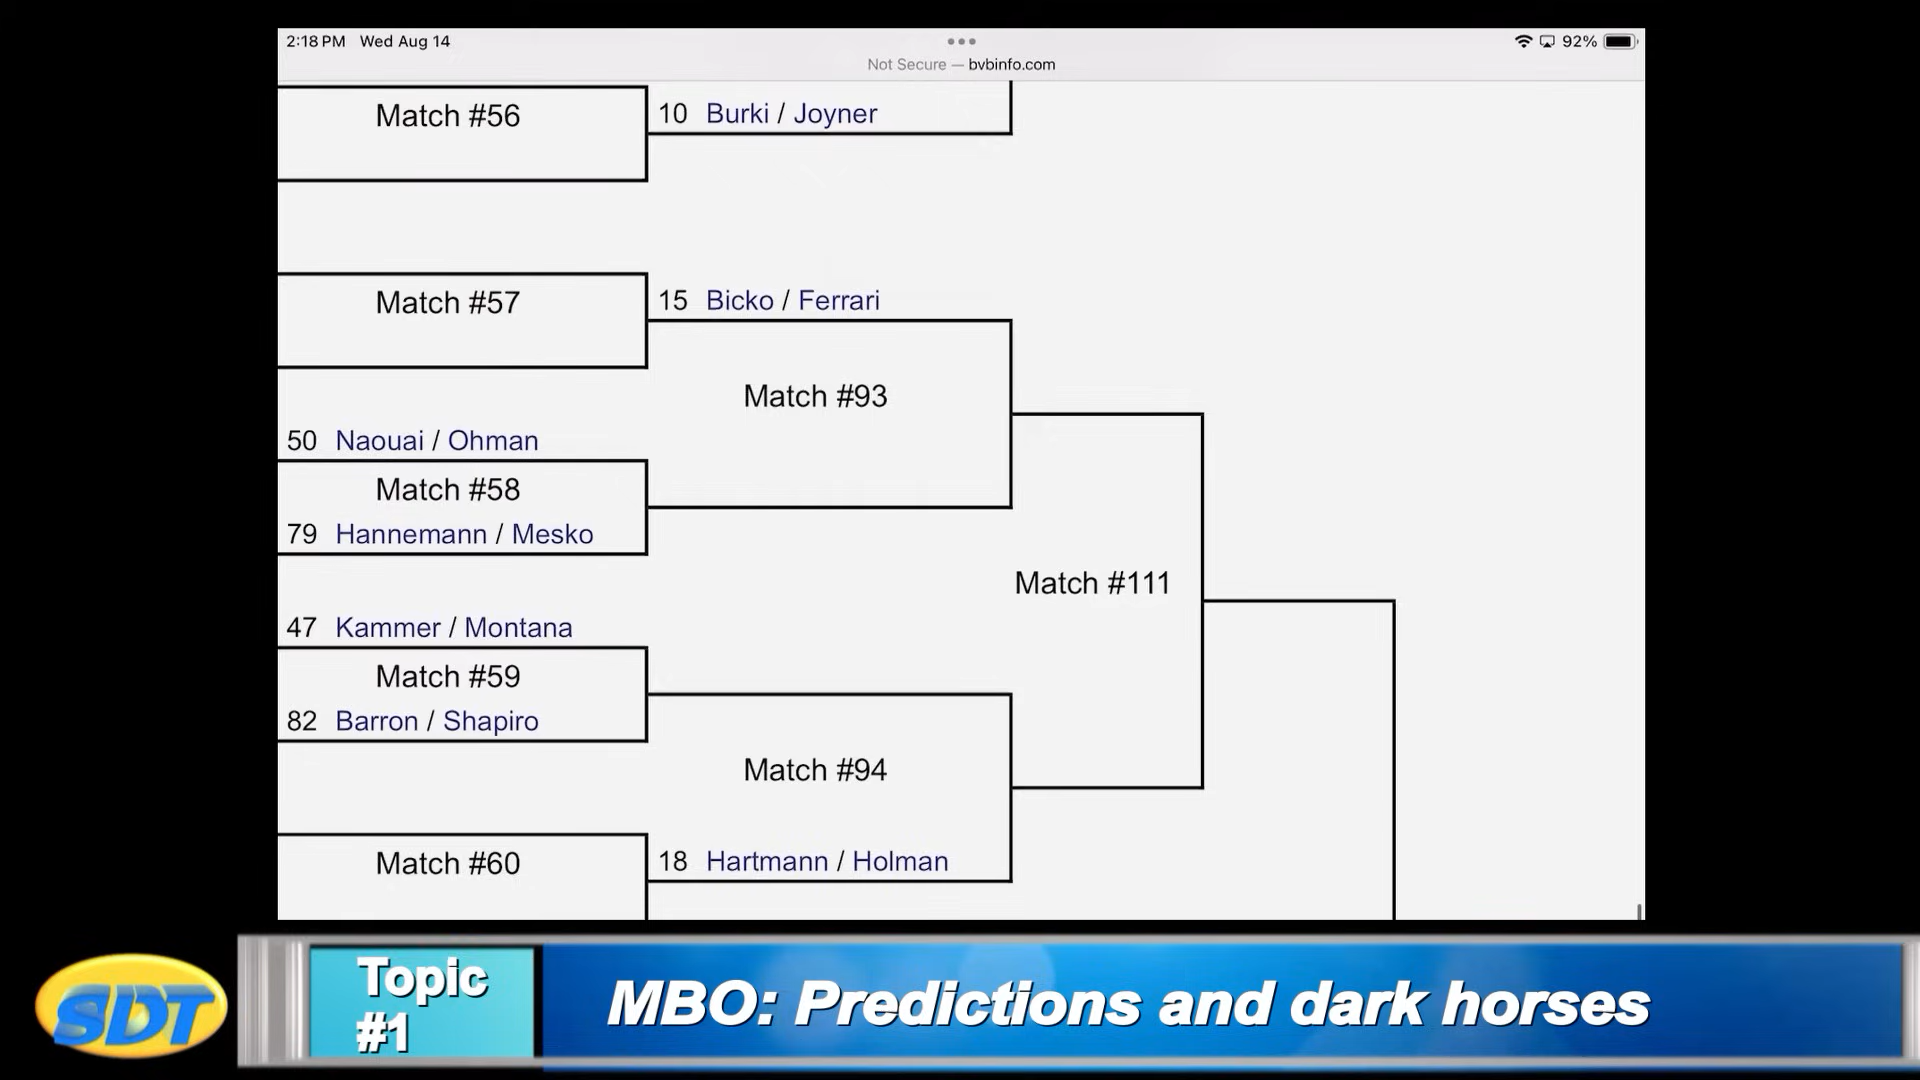 2:18 PM Wed Aug 14
92%
Not Secure — bvbinfo.com
Match #56
10 Burki / Joyner
Match #57
15 Bicko / Ferrari
Match #93
50 Naouai / Ohman
Match #58
79 Hannemann / Mesko
Match #111
47 Kammer / Montana
Match #59
82 Barron / Shapiro
Match #94
Match #60
18 Hartmann / Holman
SDT
Topic
#1
MBO: Predictions and dark horses